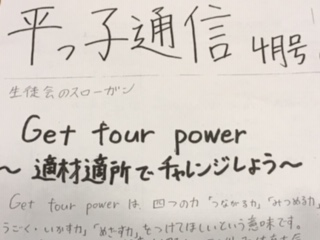 平っ子通信 4月号
生徒会のスローガン
Get four power
～適材適所でチャレンジしよう～
Get four power は、四つの力「つながる力」「みつめる力」
うごく・いかす力」「めざす力」をつけてほしいという意味です。